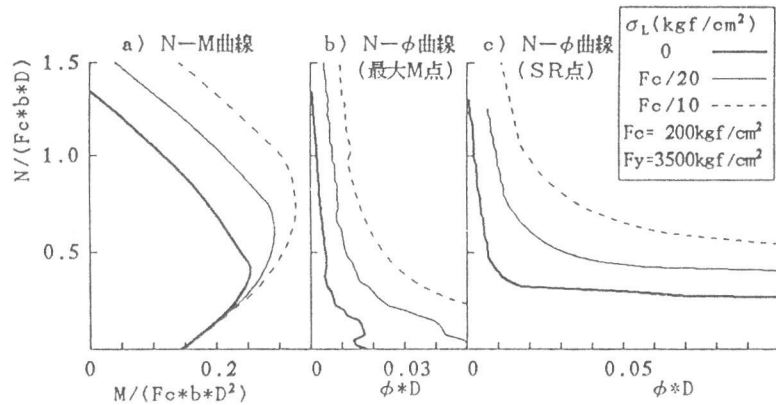 a) N－M曲線
b) N－φ曲線
(最大M点)
c) N－φ曲線
(SR点)
σL(kgf/cm²)
0
Fc/20
Fc/10
Fc= 200kgf/cm²
Fy=3500kgf/cm²
N/(Fc*b*D)
1.5
1.0
0.5
0
0.2
M/(Fc*b*D²)
0
0.03
φ*D
0
0.05
φ*D